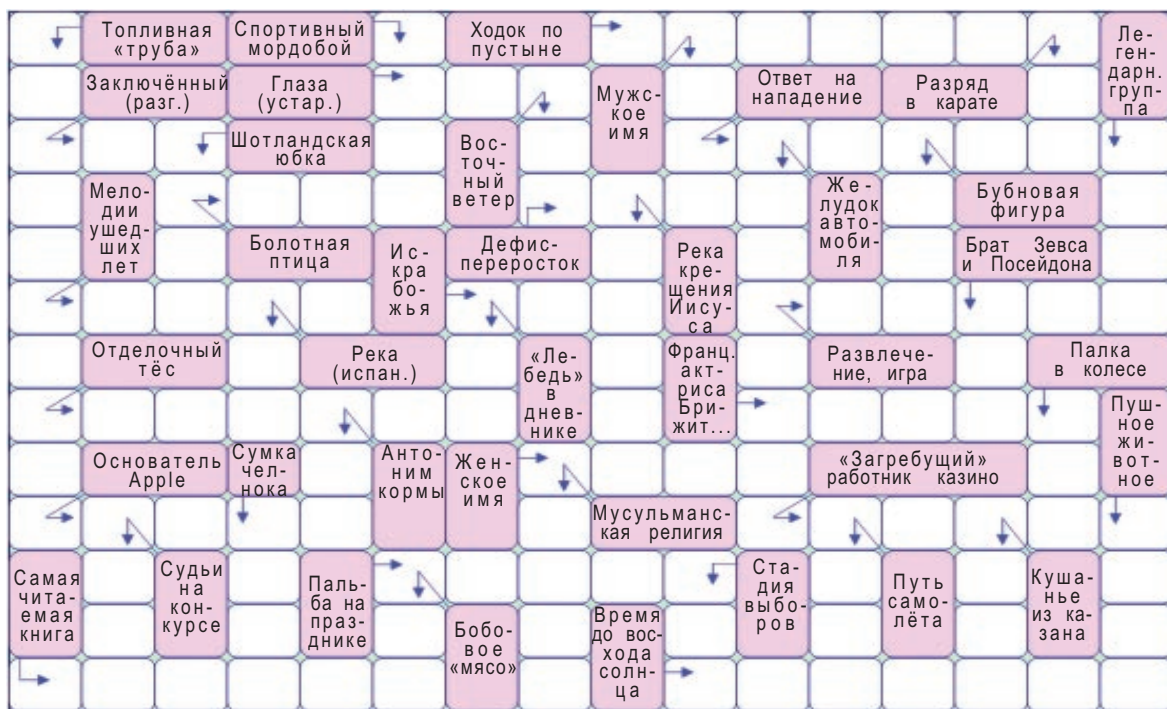 Топливная
«труба»
Спортивный
мордобой
Ходок по
пустыне
Ле-
ген-
дарн.
груп-
па
Заключённый
(разг.)
Глаза
(устар.)
Муж-
ское
имя
Ответ на
нападение
Разряд
в карате
Шотландская
юбка
Вос-
точ-
ный
ветер
Мело-
дии
ушед-
ших
лет
Же-
лудок
авто-
моби-
ля
Бубновая
фигура
Болотная
птица
Ис-
кра
бо-
жья
Дефис-
переросток
Река
кре-
щения
Иису-
са
Брат Зевса
и Посейдона
Отделочный
тёс
Река
(испан.)
«Ле-
бедь»
в
днев-
нике
Франц.
акт-
риса
Бри-
жит...
Развлече-
ние, игра
Палка
в колесе
Пуш-
ное
жи-
вот-
ное
Основатель
Apple
Сумка
чел-
нока
Анто-
ним
кормы
Жен-
ское
имя
«Загребущий»
работник казино
Мусульман-
ская религия
Самая
чита-
емая
книга
Судьи
на
кон-
курсе
Паль-
ба на
праз-
днике
Бобо-
вое
«мясо»
Время
до вос-
хода
солн-
ца
Ста-
дия
выбо-
ров
Путь
само-
лёта
Куша-
нье
из ка-
зана